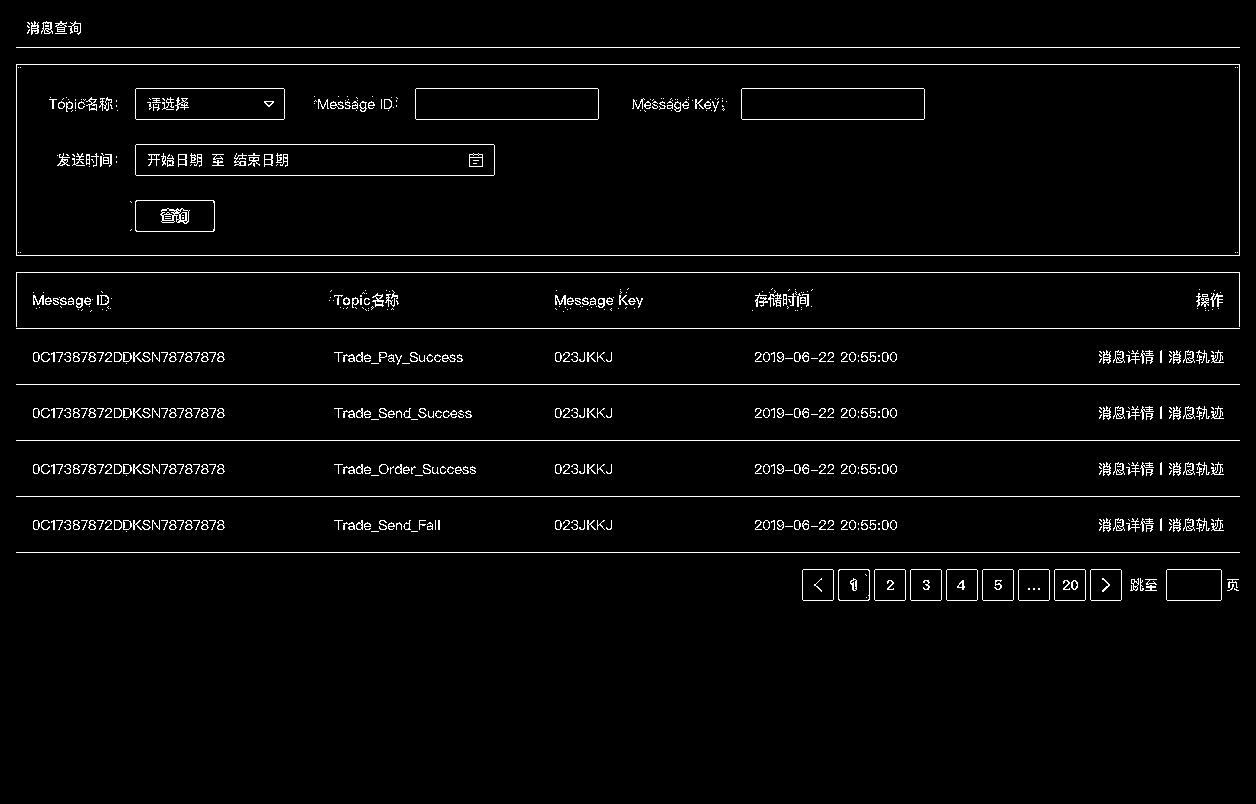 消息查询
Topic名称: 请选择 Message ID: Message Key:
发送时间: 开始日期 至 结束日期
查询
Message ID Topic名称 Message Key 存储时间 操作
0C17387872DDKSN78787878 Trade_Pay_Success 023JKKJ 2019-06-22 20:55:00 消息详情 | 消息轨迹
0C17387872DDKSN78787878 Trade_Send_Success 023JKKJ 2019-06-22 20:55:00 消息详情 | 消息轨迹
0C17387872DDKSN78787878 Trade_Order_Success 023JKKJ 2019-06-22 20:55:00 消息详情 | 消息轨迹
0C17387872DDKSN78787878 Trade_Send_Fall 023JKKJ 2019-06-22 20:55:00 消息详情 | 消息轨迹
< 1 2 3 4 5 ... 20 > 跳至 页